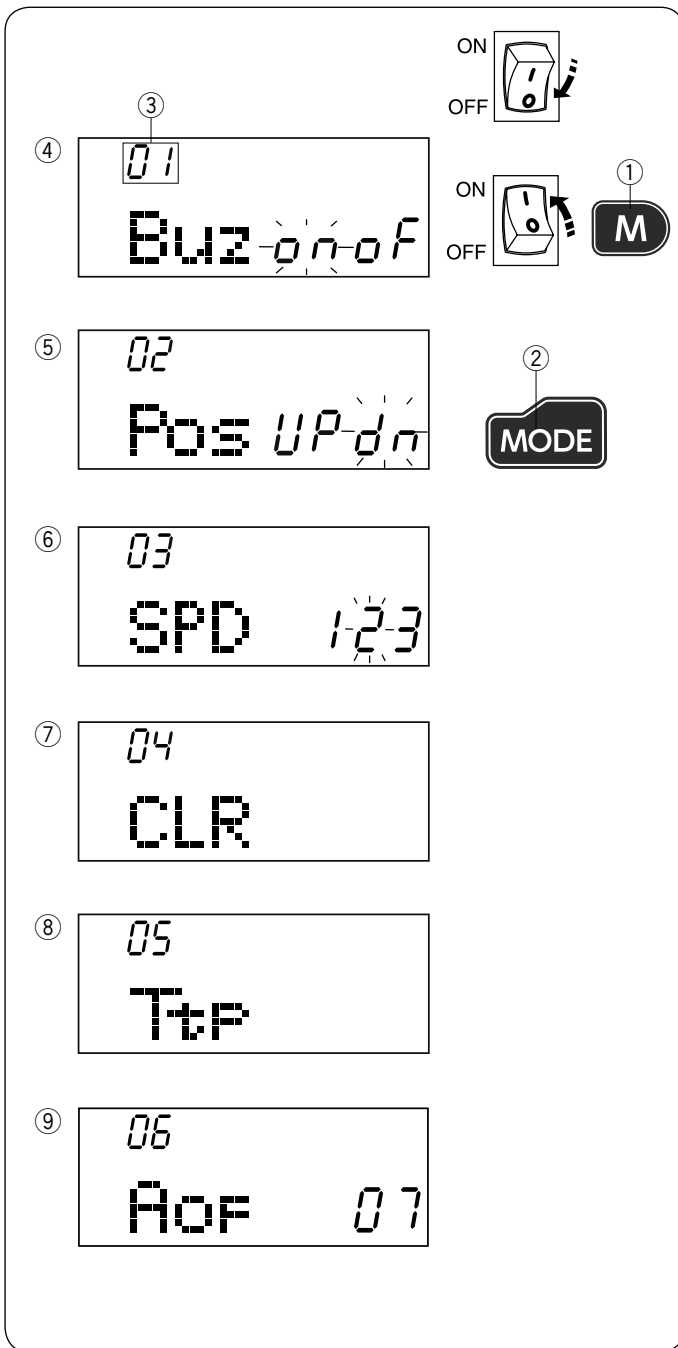 ON
I
O
OFF
③
④
01
Buz on oF
ON
I
O
OFF
①
M
⑤
02
Pos UP dn
②
MODE
⑥
03
SPD 1 2 3
⑦
04
CLR
⑧
05
Ttp
⑨
06
Aof 07